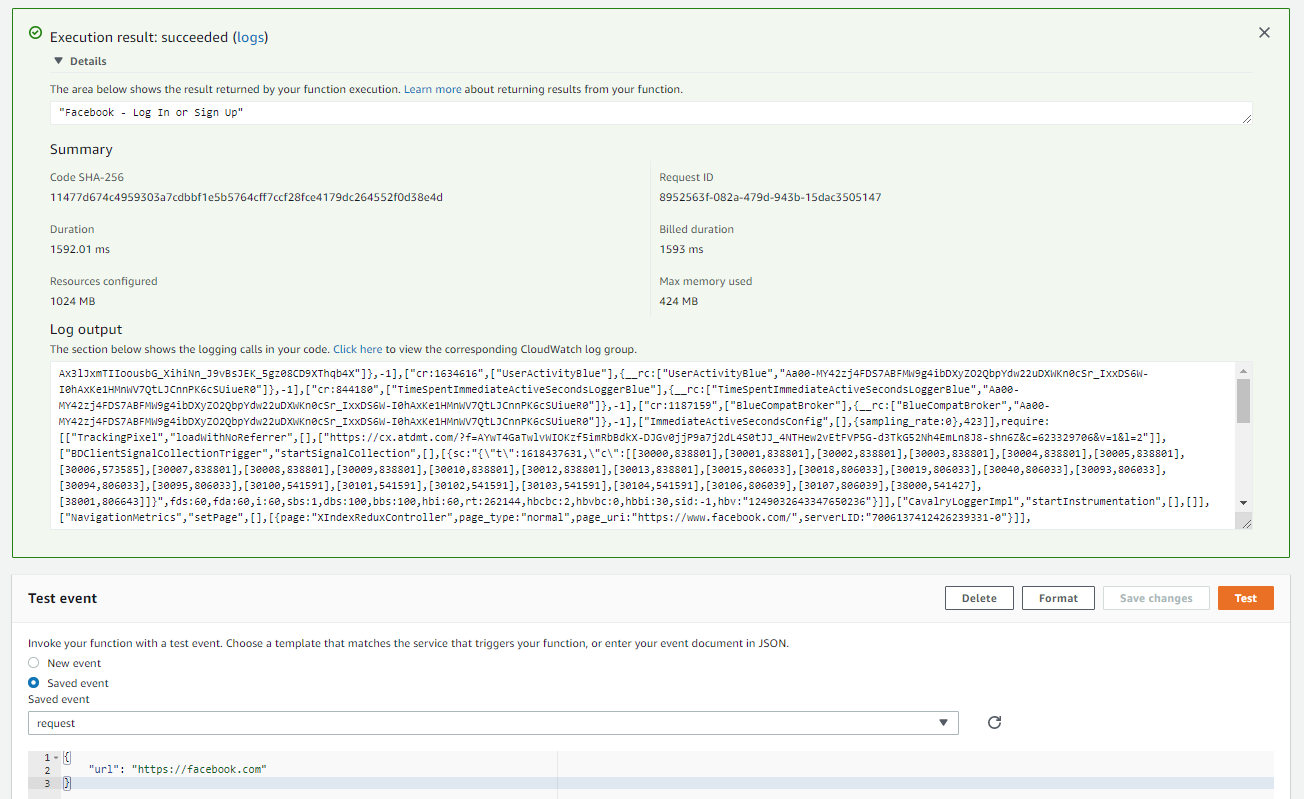 Execution result: succeeded (logs)
Details
The area below shows the result returned by your function execution. Learn more about returning results from your function.
"Facebook - Log In or Sign Up"
Summary
Code SHA-256
11477d674c4959303a7cdbbf1e5b5764cff7ccf28fce4179dc264552f0d38e4d
Request ID
8952563f-082a-479d-943b-15dac3505147
Duration
1592.01 ms
Billed duration
1593 ms
Resources configured
1024 MB
Max memory used
424 MB
Log output
The section below shows the logging calls in your code. Click here to view the corresponding CloudWatch log group.
Ax3lJxmTIIoousbG_XihiNn_J9vBsJEK_5gz08CD9XThqb4X"]},-1],["cr:1634616",["UserActivityBlue"],{__rc:["UserActivityBlue","Aa00-MY42zj4FDS7ABFMW9g4ibDXyZO2QbpYdw22uDXWKn0cSr_IxxDS6W-
I0hAxKe1HMnWV7QtLJCnnPK6cSUiueR0"]},-1],["cr:844180",["TimeSpentImmediateActiveSecondsLoggerBlue"],{__rc:["TimeSpentImmediateActiveSecondsLoggerBlue","Aa00-
MY42zj4FDS7ABFMW9g4ibDXyZO2QbpYdw22uDXWKn0cSr_IxxDS6W-I0hAxKe1HMnWV7QtLJCnnPK6cSUiueR0"]},-1],["cr:1187159",["BlueCompatBroker"],{__rc:["BlueCompatBroker","Aa00-
MY42zj4FDS7ABFMW9g4ibDXyZO2QbpYdw22uDXWKn0cSr_IxxDS6W-I0hAxKe1HMnWV7QtLJCnnPK6cSUiueR0"]},-1],["ImmediateActiveSecondsConfig",[],{sampling_rate:0},423]],require:
[["TrackingPixel","loadWithNoReferrer",[],["https://cx.atdmt.com/?f=AYwT4GaTwlvWIOKzf5imRbBdkX-DJGv0jjP9a7j2dL4S0tJJ_4NTHew2vEtFVP5G-d3TkG52Nh4EmLn8J8-shn6Z&c=623329706&v=1&l=2"]],
["BDClientSignalCollectionTrigger","startSignalCollection",[],[{sc:"{\"t\":1618437631,\"c\":[[30000,838801],[30001,838801],[30002,838801],[30003,838801],[30004,838801],[30005,838801],
[30006,573585],[30007,838801],[30008,838801],[30009,838801],[30010,838801],[30012,838801],[30013,838801],[30015,806033],[30018,806033],[30019,806033],[30040,806033],[30093,806033],
[30094,806033],[30095,806033],[30100,541591],[30101,541591],[30102,541591],[30103,541591],[30104,541591],[30106,806039],[30107,806039],[38000,541427],
[38001,806643]]}",fds:60,fda:60,i:60,sbs:1,dbs:100,bbs:100,hbi:60,rt:262144,hbcbc:2,hbvbc:0,hbbi:30,sid:-1,hbv:"1249032643347650236"}]],["CavalryLoggerImpl","startInstrumentation",[],[]],
["NavigationMetrics","setPage",[],[{page:"XIndexReduxController",page_type:"normal",page_uri:"https://www.facebook.com/",serverLID:"7006137412426239331-0"}]],
Test event
Delete
Format
Save changes
Test
Invoke your function with a test event. Choose a template that matches the service that triggers your function, or enter your event document in JSON.
New event
Saved event
Saved event
request
1 {
2 "url": "https://facebook.com"
3 }